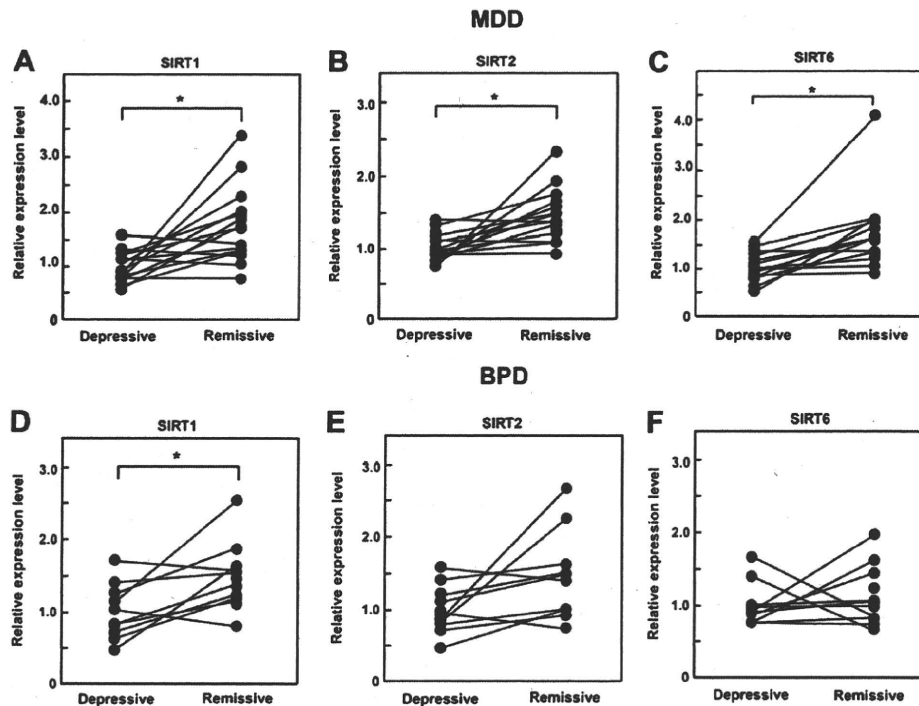 MDD
A
SIRT1
Relative expression level
4.0
3.0
2.0
1.0
0
*
Depressive Remissive
B
SIRT2
Relative expression level
3.0
2.0
1.0
0
*
Depressive Remissive
C
SIRT6
Relative expression level
4.0
3.0
2.0
1.0
0
*
Depressive Remissive
BPD
D
SIRT1
Relative expression level
3.0
2.0
1.0
0
*
Depressive Remissive
E
SIRT2
Relative expression level
3.0
2.0
1.0
0
Depressive Remissive
F
SIRT6
Relative expression level
3.0
2.0
1.0
0
Depressive Remissive